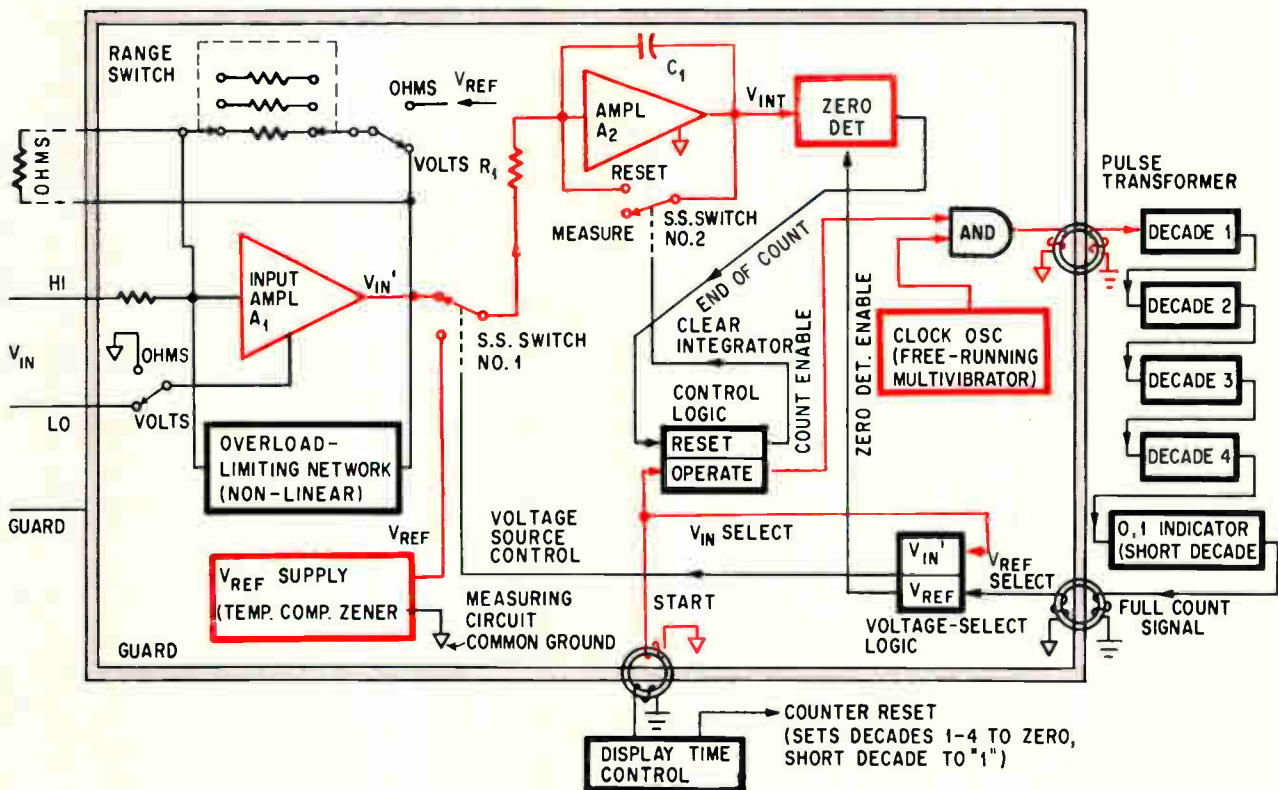 RANGE
SWITCH
OHMS
V_REF
VOLTS
OHMS
R₁
C₁
AMPL
A₂
V_INT
ZERO
DET
RESET
MEASURE
S.S.SWITCH
NO.2
PULSE
TRANSFORMER
AND
DECADE 1
DECADE 2
DECADE 3
DECADE 4
0,1 INDICATOR
(SHORT DECADE
HI
V_IN
LO
GUARD
INPUT
AMPL
A₁
V_IN'
OHMS
VOLTS
S.S. SWITCH
NO. 1
END OF COUNT
CLEAR
INTEGRATOR
COUNT ENABLE
ZERO DET. ENABLE
CLOCK OSC
(FREE-RUNNING
MULTIVIBRATOR)
CONTROL
LOGIC
RESET
OPERATE
OVERLOAD-
LIMITING NETWORK
(NON-LINEAR)
V_REF
V_REF SUPPLY
(TEMP. COMP. ZENER
VOLTAGE
SOURCE
CONTROL
V_IN SELECT
V_IN'
V_REF
V_REF
SELECT
VOLTAGE-SELECT
LOGIC
FULL COUNT
SIGNAL
MEASURING
CIRCUIT
COMMON GROUND
START
GUARD
DISPLAY TIME
CONTROL
COUNTER RESET
(SETS DECADES 1-4 TO ZERO,
SHORT DECADE TO "1")